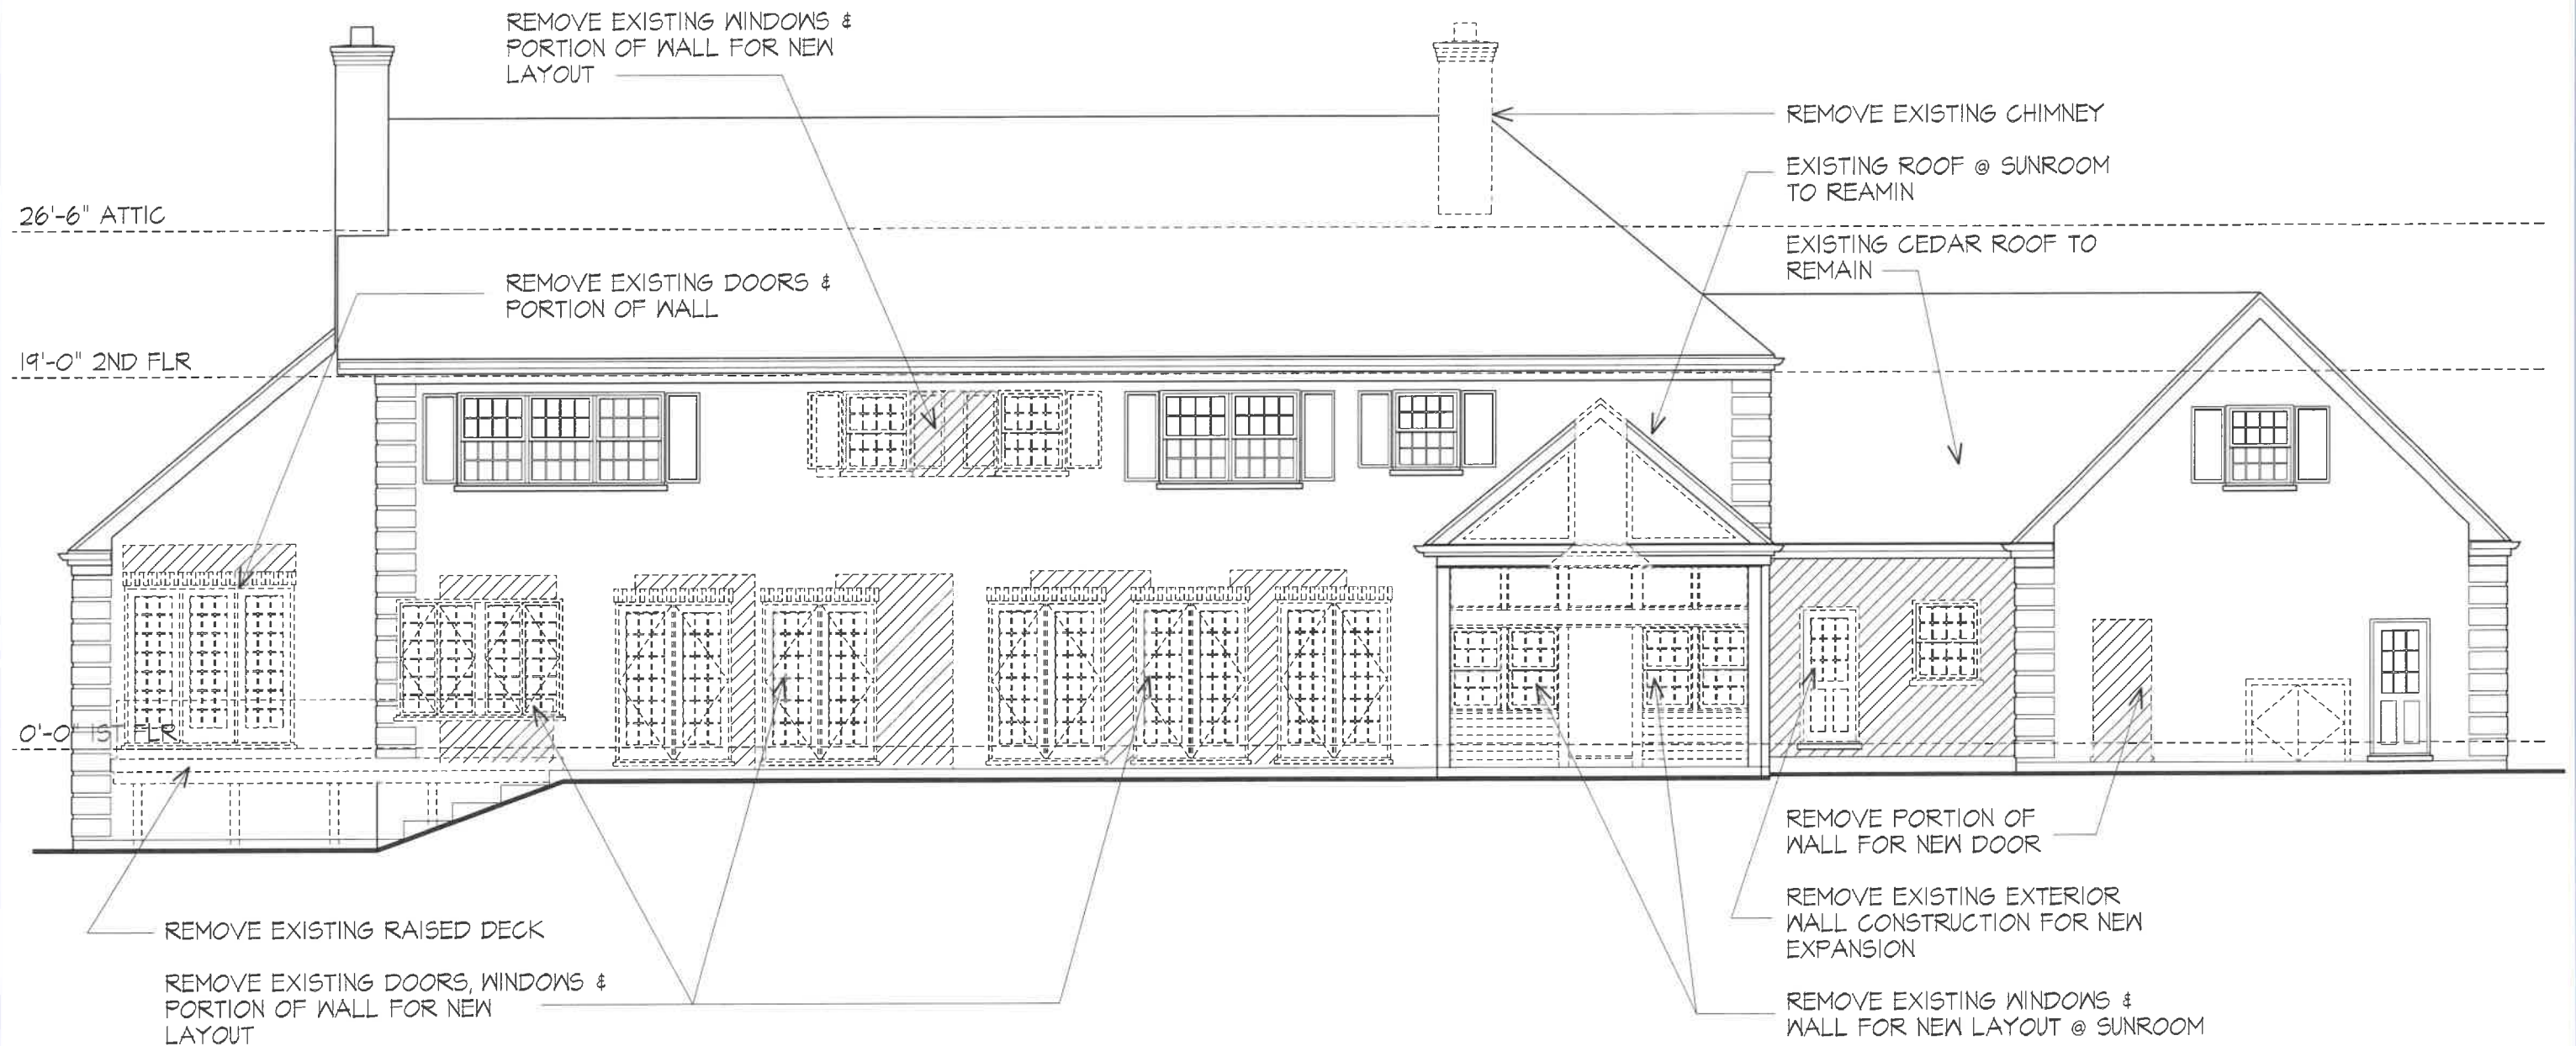 REMOVE EXISTING WINDOWS &
PORTION OF WALL FOR NEW
LAYOUT
REMOVE EXISTING CHIMNEY
EXISTING ROOF @ SUNROOM
TO REAMIN
26'-6" ATTIC
EXISTING CEDAR ROOF TO
REMAIN
REMOVE EXISTING DOORS &
PORTION OF WALL
19'-0" 2ND FLR
0'-0" 1ST FLR
REMOVE PORTION OF
WALL FOR NEW DOOR
REMOVE EXISTING EXTERIOR
WALL CONSTRUCTION FOR NEW
EXPANSION
REMOVE EXISTING RAISED DECK
REMOVE EXISTING DOORS, WINDOWS &
PORTION OF WALL FOR NEW
LAYOUT
REMOVE EXISTING WINDOWS &
WALL FOR NEW LAYOUT @ SUNROOM